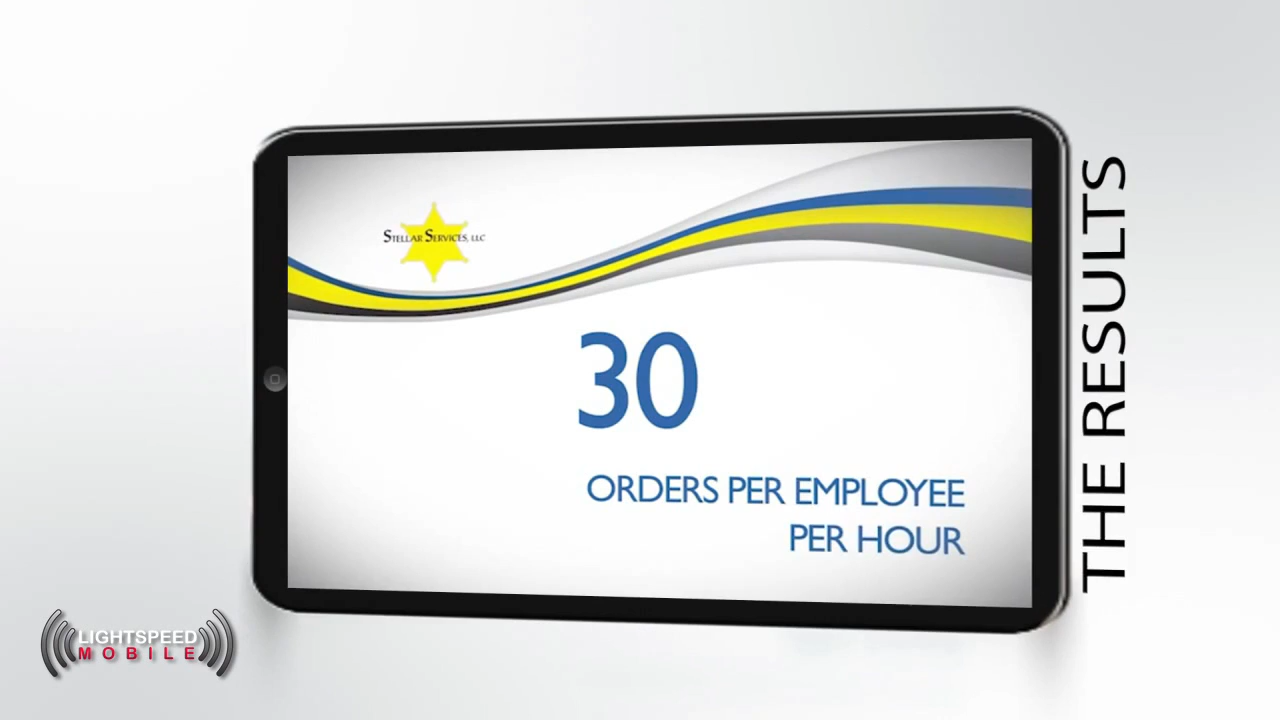 STELLAR SERVICES, LLC
30
ORDERS PER EMPLOYEE
PER HOUR
THE RESULTS
LIGHTSPEED
MOBILE